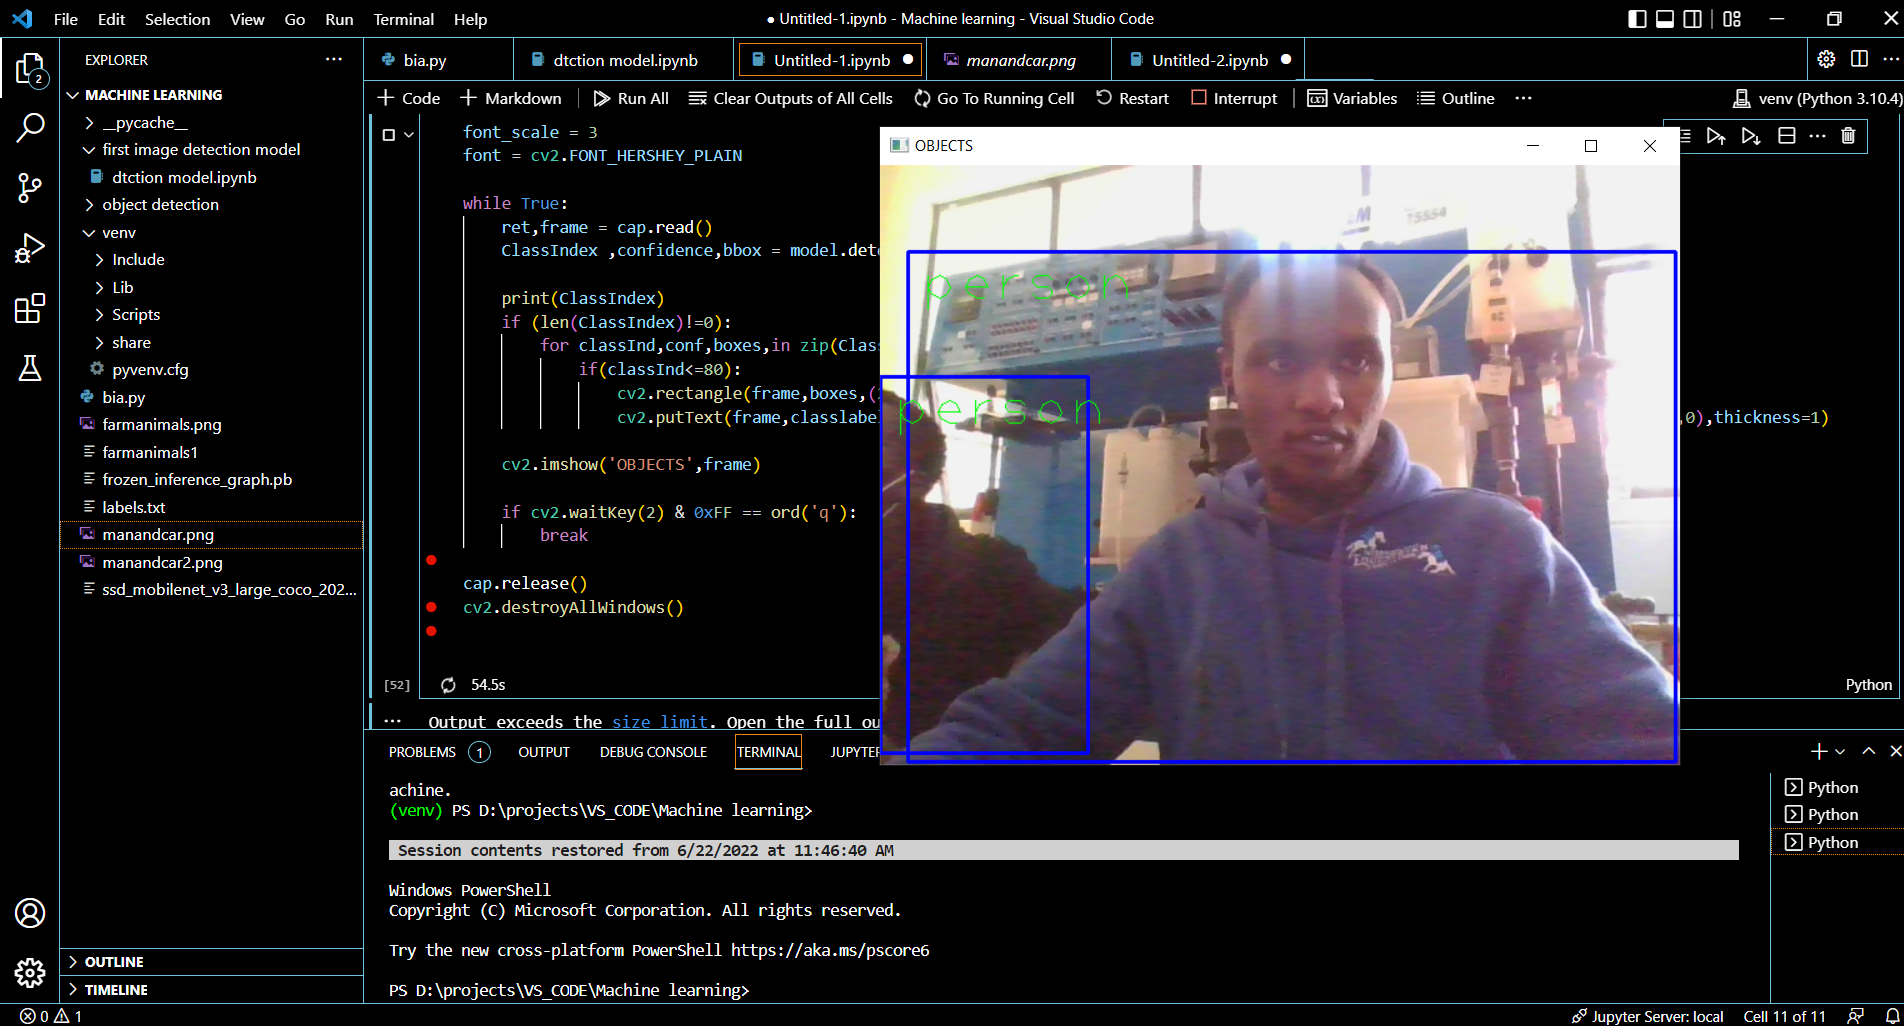 File Edit Selection View Go Run Terminal Help
● Untitled-1.ipynb - Machine learning - Visual Studio Code
EXPLORER
MACHINE LEARNING
__pycache__
first image detection model
dtction model.ipynb
object detection
venv
Include
Lib
Scripts
share
pyvenv.cfg
bia.py
farmanimals.png
farmanimals1
frozen_inference_graph.pb
labels.txt
manandcar.png
manandcar2.png
ssd_mobilenet_v3_large_coco_202...
OUTLINE
TIMELINE
2
bia.py
dtction model.ipynb
Untitled-1.ipynb ●
manandcar.png
Untitled-2.ipynb ●
+ Code + Markdown Run All Clear Outputs of All Cells Go To Running Cell Restart Interrupt Variables Outline ...
venv (Python 3.10.4)
font_scale = 3
font = cv2.FONT_HERSHEY_PLAIN
while True:
ret,frame = cap.read()
ClassIndex ,confidence,bbox = model.dete
print(ClassIndex)
if (len(ClassIndex)!=0):
for classInd,conf,boxes,in zip(Clas
if(classInd<=80):
cv2.rectangle(frame,boxes,(
cv2.putText(frame,classlabel
,0),thickness=1)
cv2.imshow('OBJECTS',frame)
if cv2.waitKey(2) & 0xFF == ord('q'):
break
cap.release()
cv2.destroyAllWindows()
[52]
54.5s
Python
... Output exceeds the size limit. Open the full ou
OBJECTS
T5554
person
person
PROBLEMS 1 OUTPUT DEBUG CONSOLE TERMINAL JUPYTER
achine.
(venv) PS D:\projects\VS_CODE\Machine learning>
Session contents restored from 6/22/2022 at 11:46:40 AM
Windows PowerShell
Copyright (C) Microsoft Corporation. All rights reserved.
Try the new cross-platform PowerShell https://aka.ms/pscore6
PS D:\projects\VS_CODE\Machine learning>
Python
Python
Python
0 1
Jupyter Server: local Cell 11 of 11